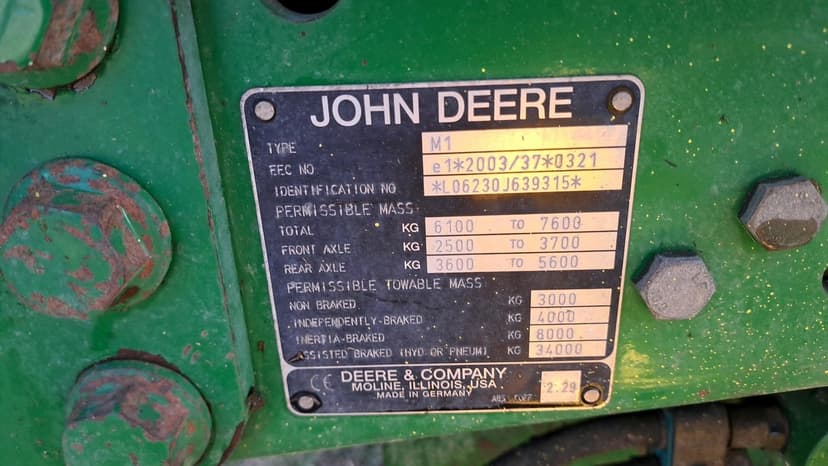 JOHN DEERE
TYPE M1
EEC NO e1*2003/37*0321
IDENTIFICATION NO *L06230J639315*
PERMISSIBLE MASS
TOTAL KG 6100 TO 7600
FRONT AXLE KG 2500 TO 3700
REAR AXLE KG 3600 TO 5600
PERMISSIBLE TOWABLE MASS
NON BRAKED KG 3000
INDEPENDENTLY-BRAKED KG 4000
INERTIA-BRAKED KG 8000
ASSISTED BRAKED (HYD OR PNEUM) KG 34000
CE DEERE & COMPANY
MOLINE, ILLINOIS, USA
MADE IN GERMANY
2.29